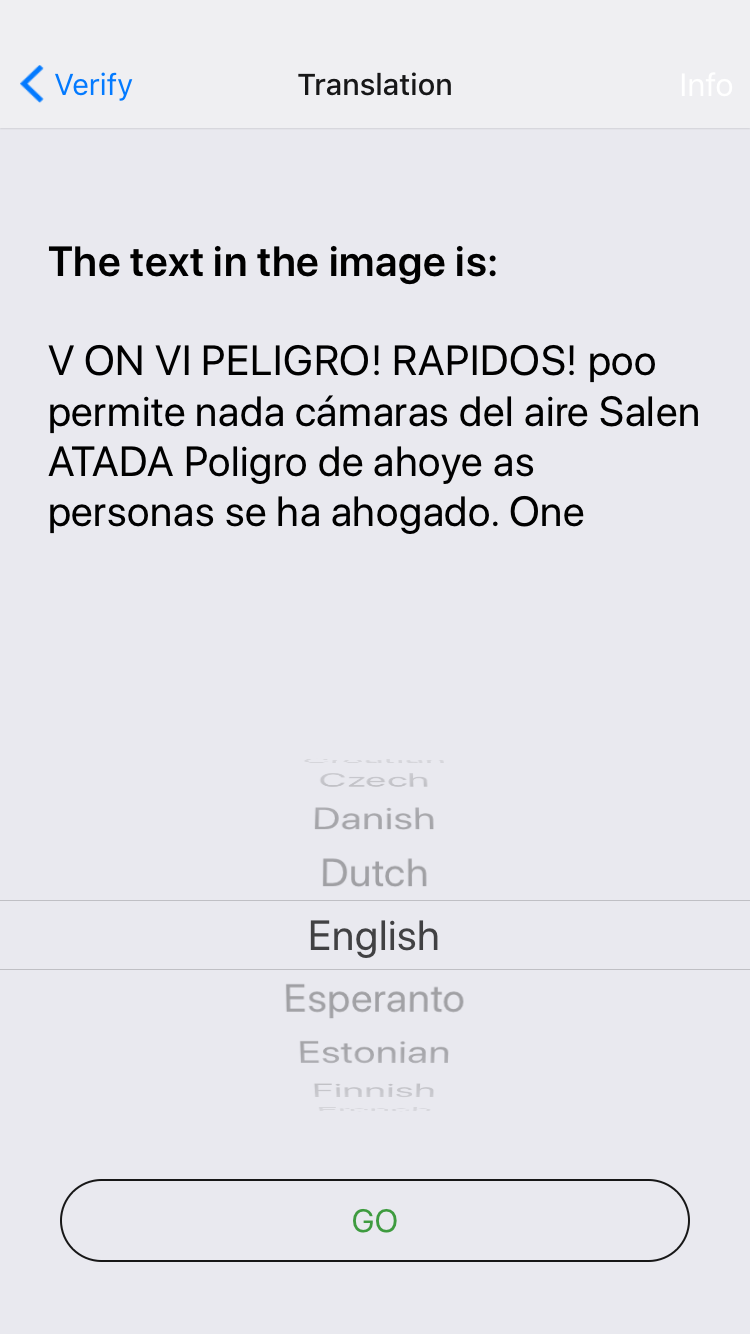 Verify
Translation
Info
The text in the image is:
V ON VI PELIGRO! RAPIDOS! poo
permite nada cámaras del aire Salen
ATADA Poligro de ahoye as
personas se ha ahogado. One
Croatian
Czech
Danish
Dutch
English
Esperanto
Estonian
Finnish
French
GO